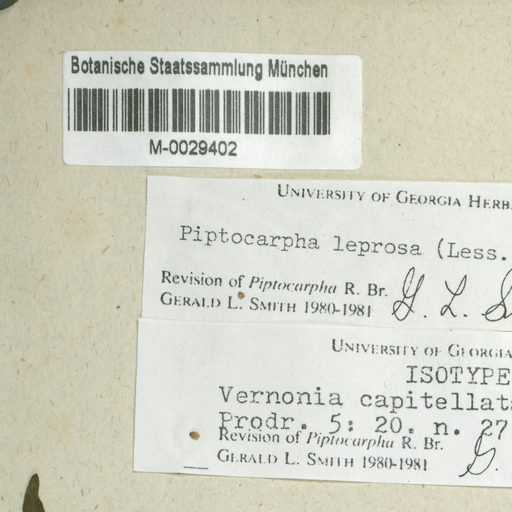 Botanische Staatssammlung München
M-0029402
UNIVERSITY OF GEORGIA HERB
Piptocarpha leprosa (Less.
Revision of Piptocarpha R. Br.
GERALD L. SMITH 1980-1981
G. L. S
UNIVERSITY OF GEORGIA
ISOTYPE
Vernonia capitellat
Prodr. 5: 20. n. 27
Revision of Piptocarpha R. Br.
GERALD L. SMITH 1980-1981
G.